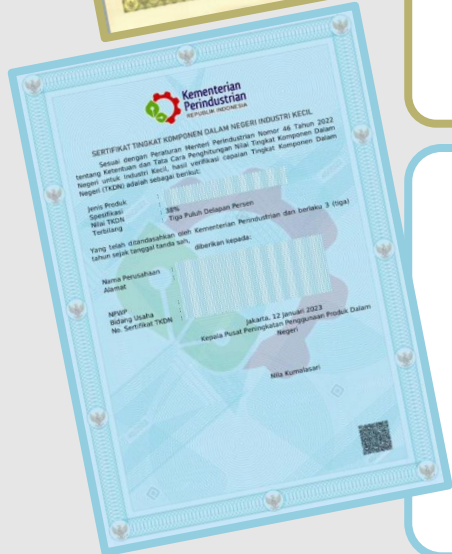 Kementerian
Perindustrian
REPUBLIK INDONESIA
SERTIFIKAT TINGKAT KOMPONEN DALAM NEGERI INDUSTRI KECIL
Sesuai dengan Peraturan Menteri Perindustrian Nomor 46 Tahun 2022
tentang Ketentuan dan Tata Cara Penghitungan Nilai Tingkat Komponen Dalam
Negeri untuk Industri Kecil, hasil verifikasi capaian Tingkat Komponen Dalam
Negeri (TKDN) adalah sebagai berikut:
Jenis Produk :
Spesifikasi :
Nilai TKDN : 38%
Terbilang : Tiga Puluh Delapan Persen
Yang telah ditandasahkan oleh Kementerian Perindustrian dan berlaku 3 (tiga)
tahun sejak tanggal tanda sah.
diberikan kepada:
Nama Perusahaan :
Alamat :
NPWP :
Bidang Usaha :
No. Sertifikat TKDN :
Jakarta, 12 Januari 2023
Kepala Pusat Peningkatan Penggunaan Produk Dalam
Negeri
Nila Kumalasari